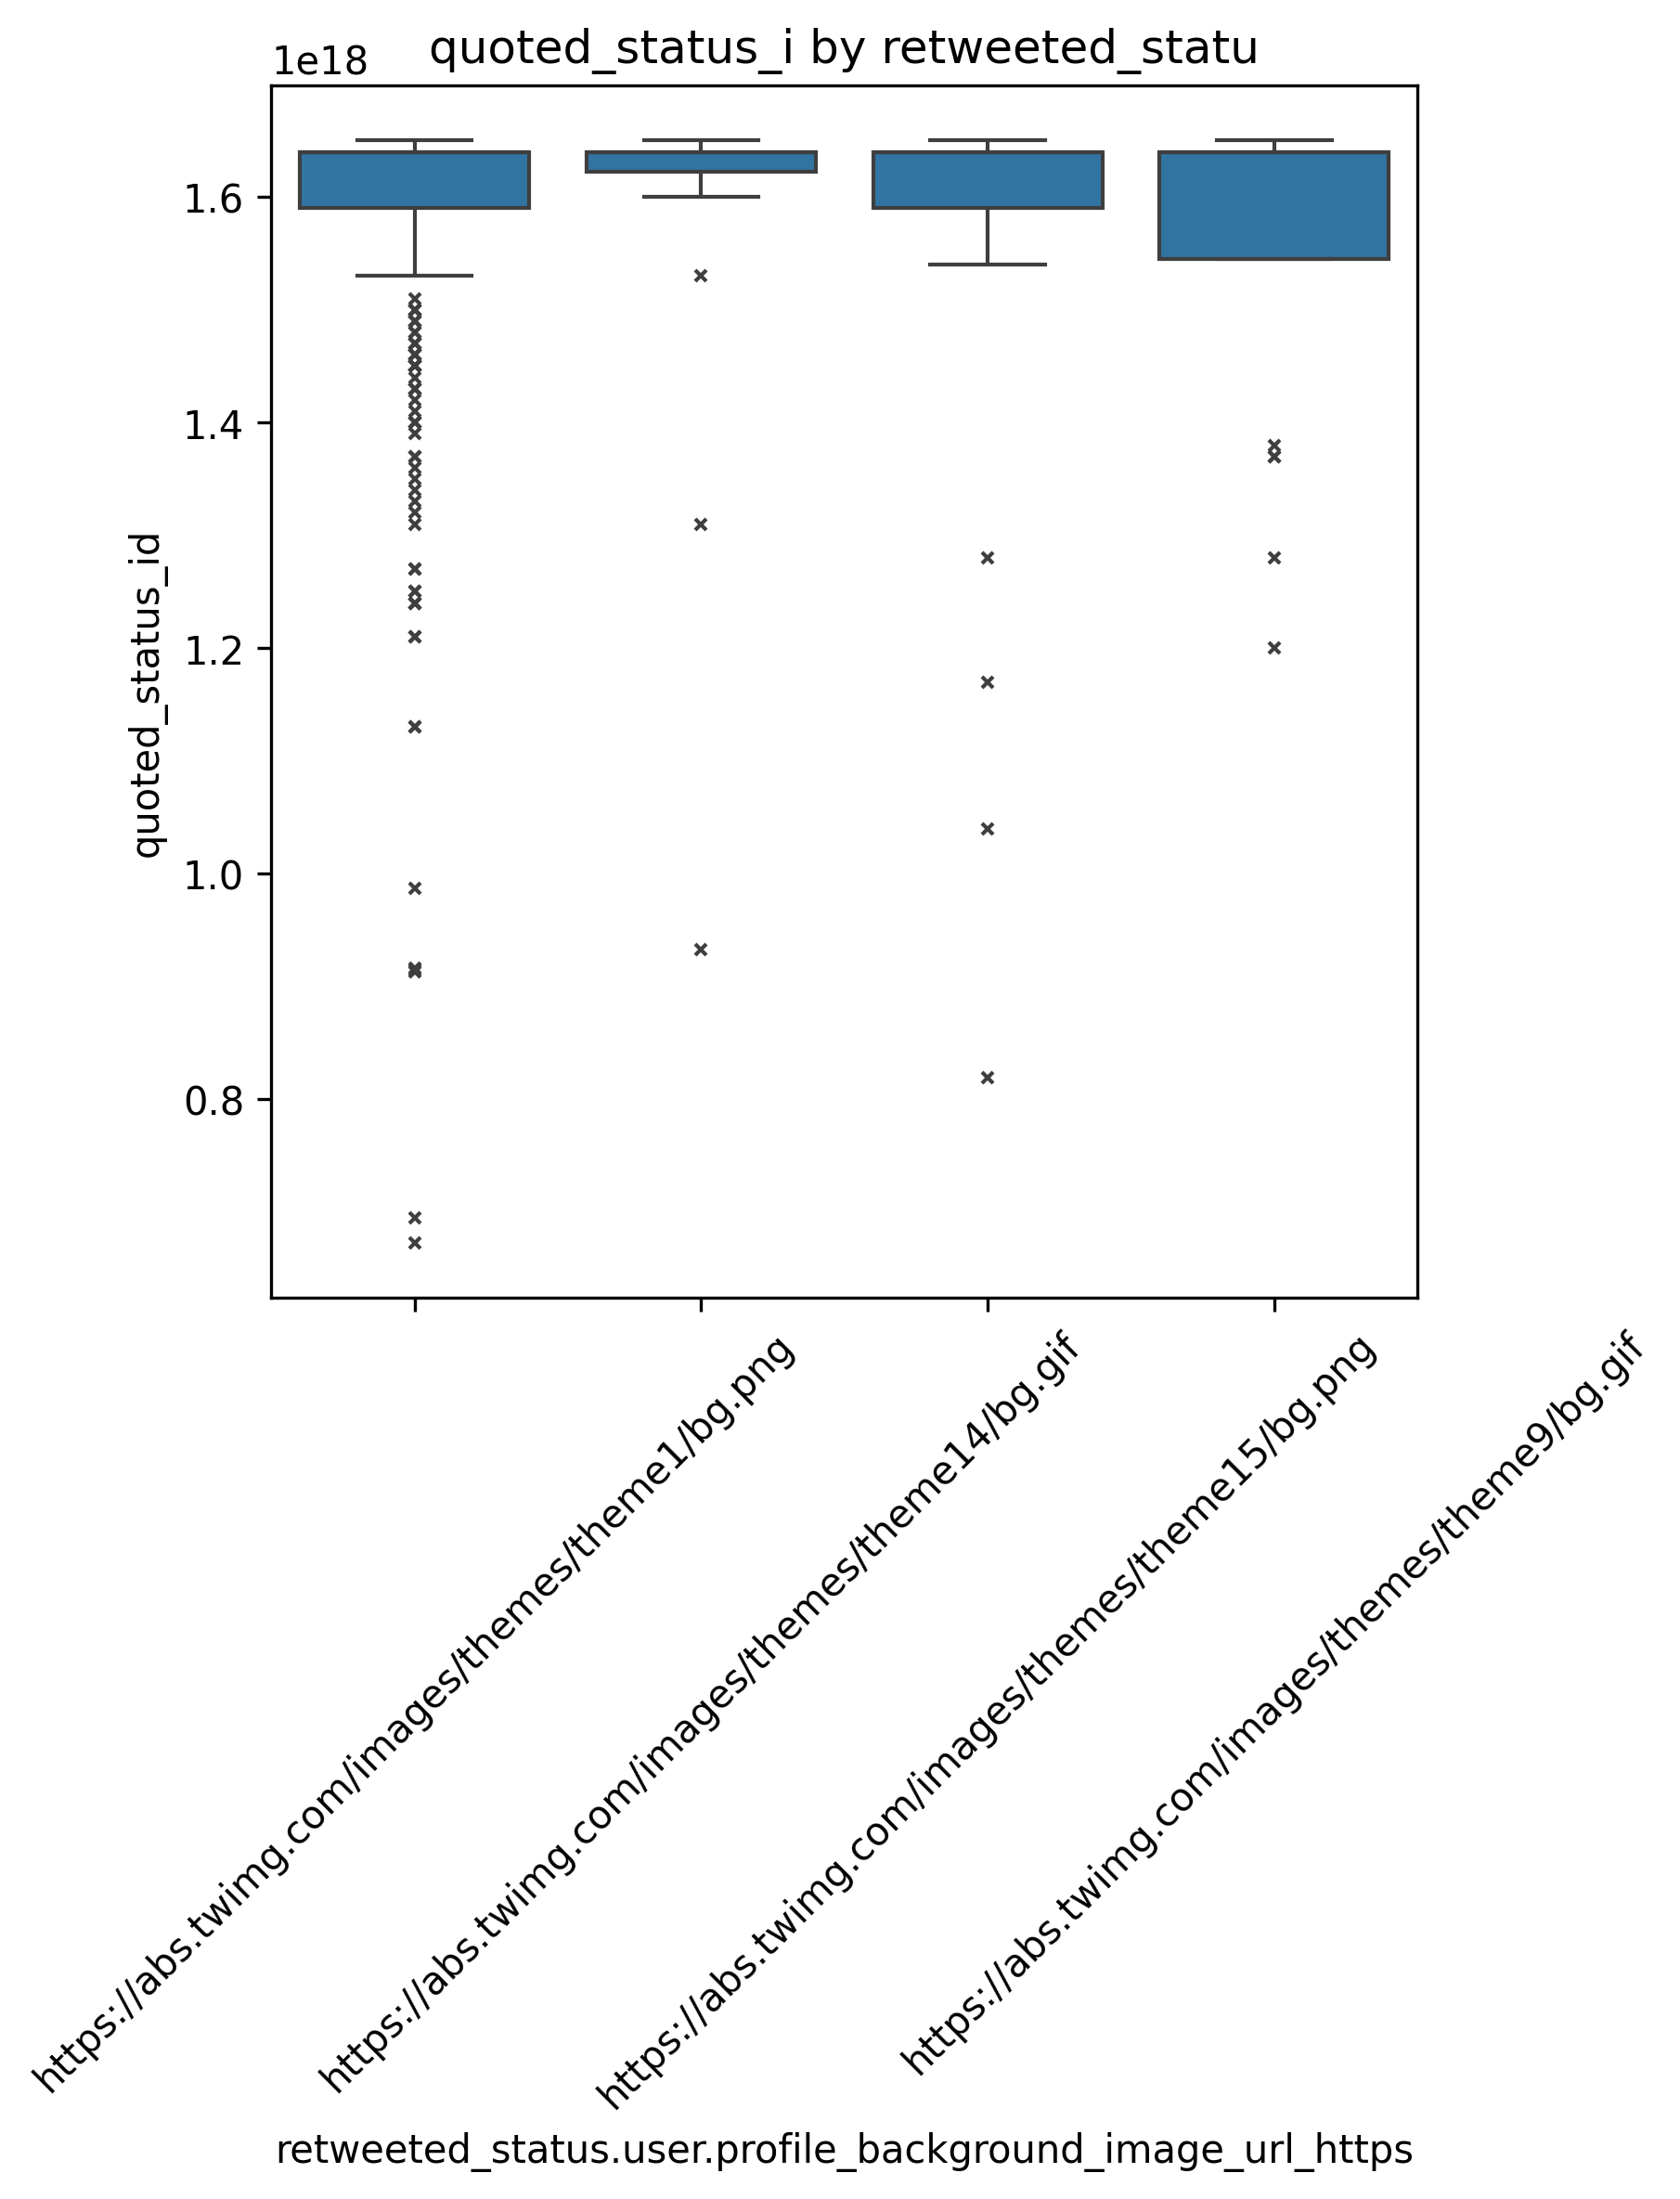 quoted_status_i by retweeted_statu
1e18
1.6
1.4
1.2
1.0
0.8
quoted_status_id
https://abs.twimg.com/images/themes/theme1/bg.png
https://abs.twimg.com/images/themes/theme14/bg.gif
https://abs.twimg.com/images/themes/theme15/bg.png
https://abs.twimg.com/images/themes/theme9/bg.gif
retweeted_status.user.profile_background_image_url_https